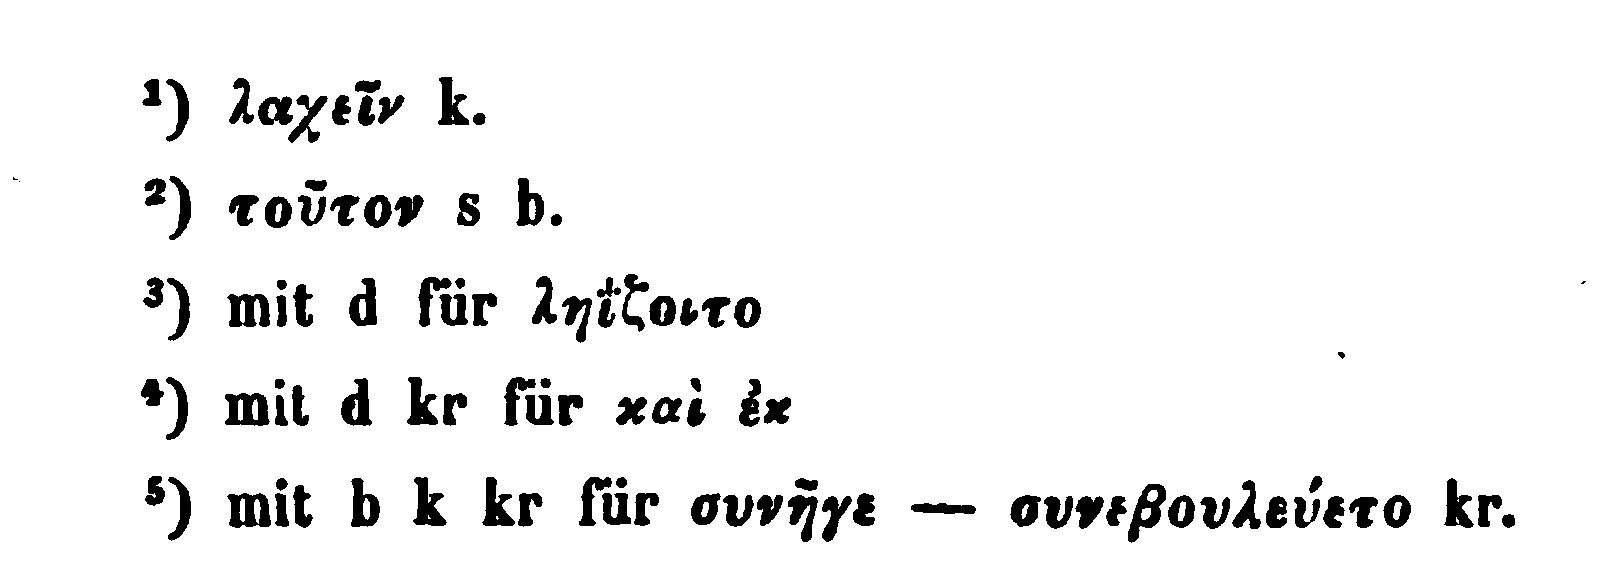 ¹) λαχεῖν k.
²) τοῦτον s b.
³) mit d für ληΐζοιτο
⁴) mit d kr für καὶ ἐκ
⁵) mit b k kr für συνῆγε — συνεβουλεύετο kr.